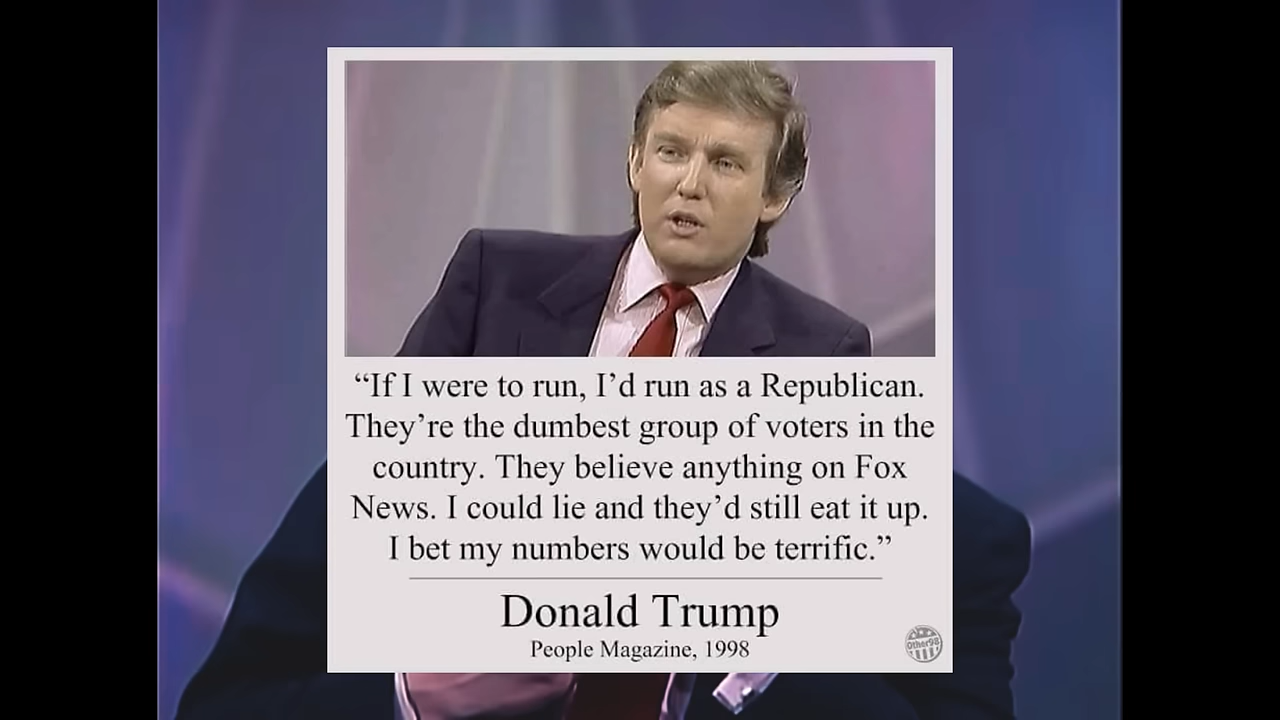 “If I were to run, I’d run as a Republican.
They’re the dumbest group of voters in the
country. They believe anything on Fox
News. I could lie and they’d still eat it up.
I bet my numbers would be terrific.”
Donald Trump
People Magazine, 1998
Other98